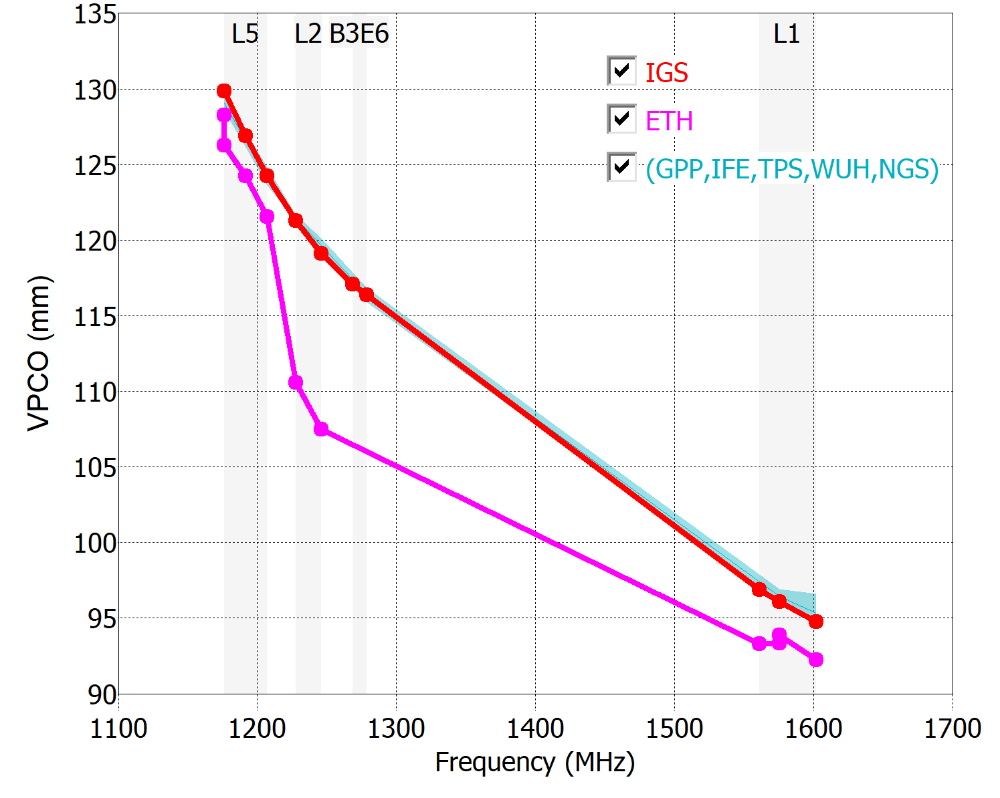 135
L5 L2 B3E6 L1
IGS
130
ETH
125
(GPP,IFE,TPS,WUH,NGS)
120
115
VPCO (mm)
110
105
100
95
90
1100 1200 1300 1400 1500 1600 1700
Frequency (MHz)